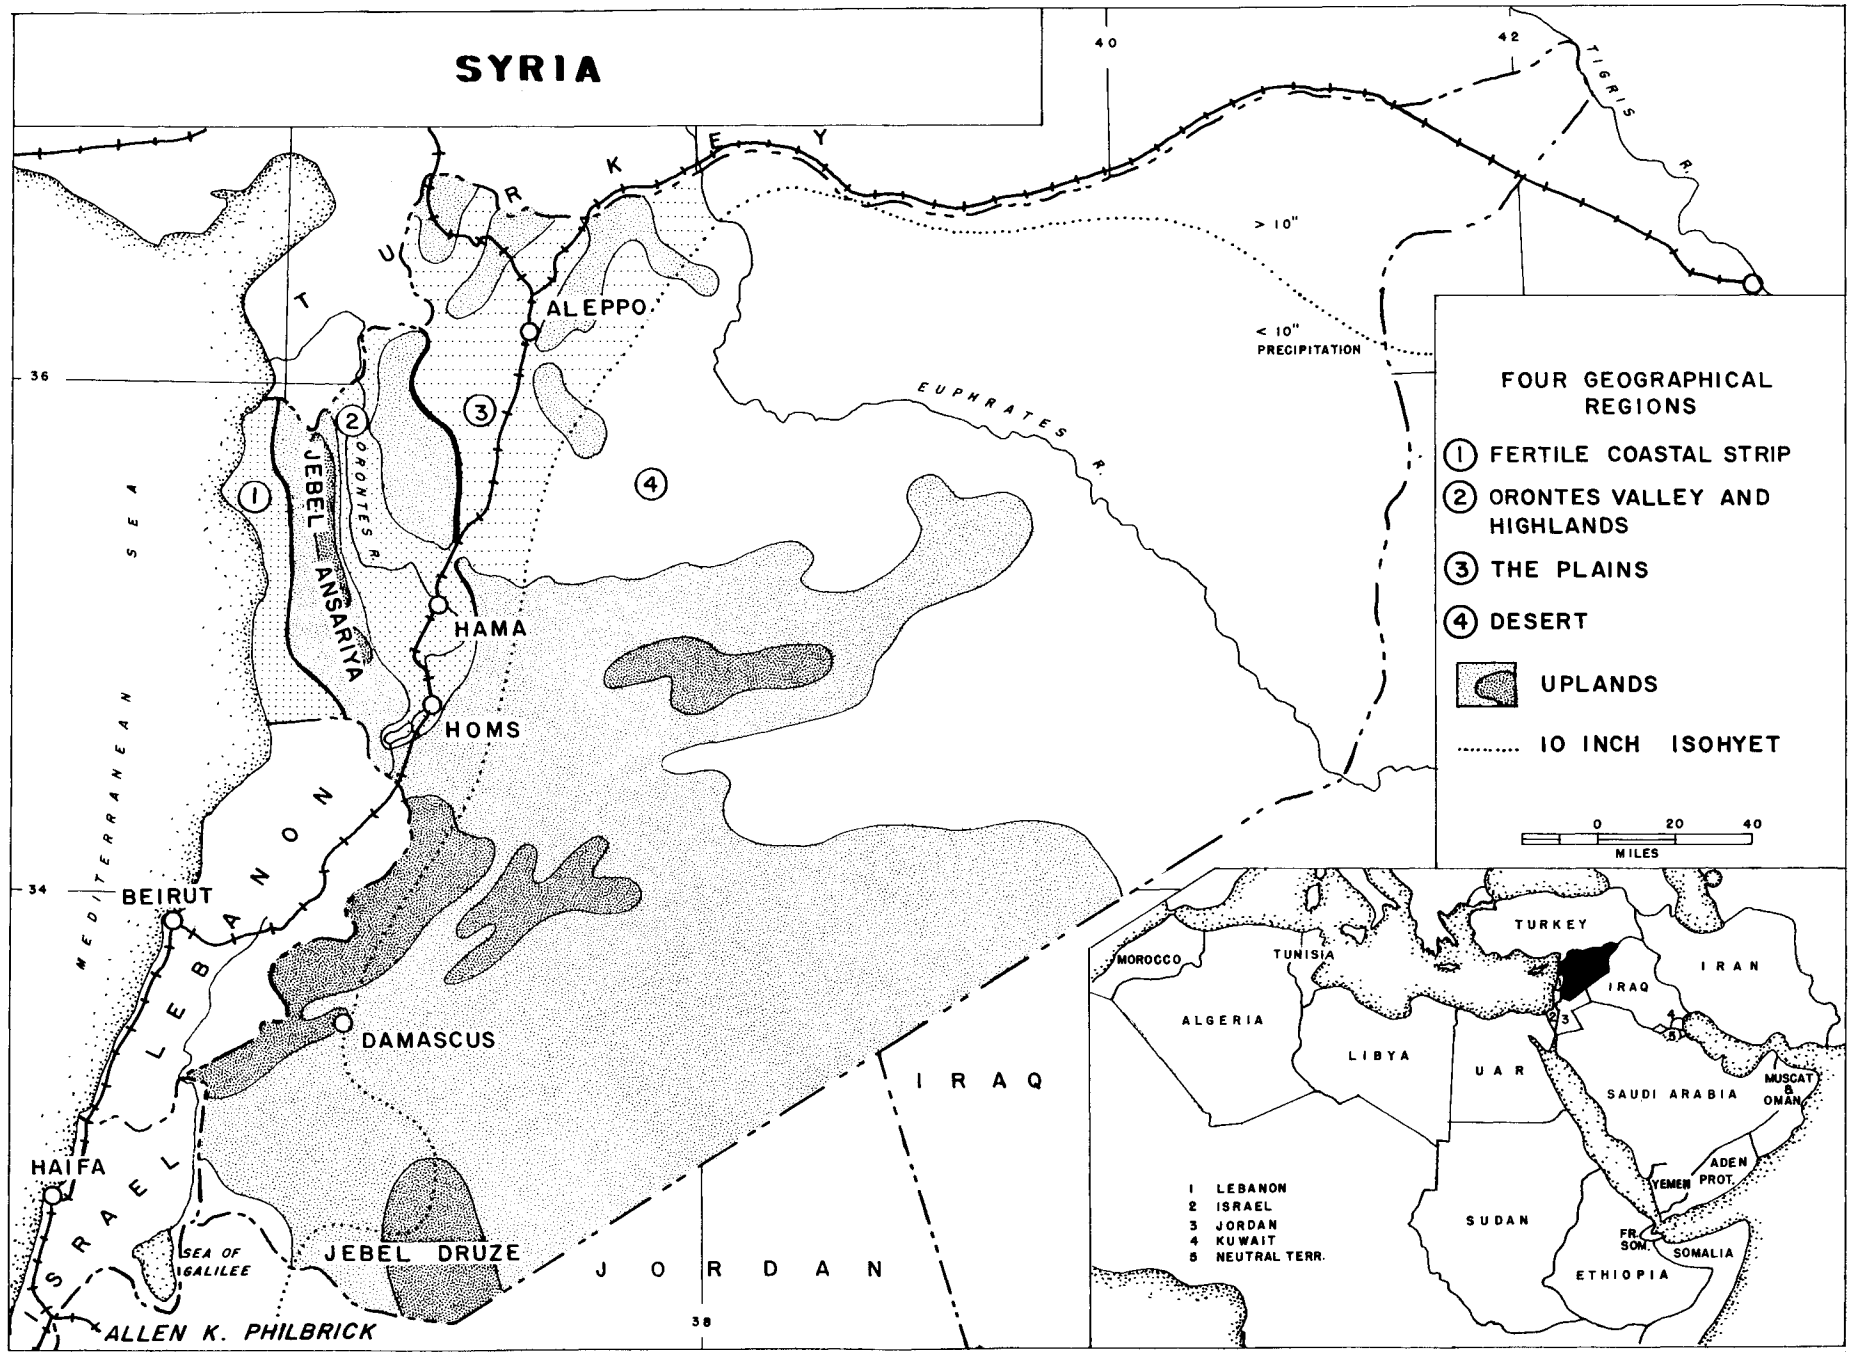 SYRIA
40
42
TIGRIS R.
TURKEY
> 10"
< 10"
PRECIPITATION
ALEPPO
36
EUPHRATES R.
1
2
3
4
JEBEL ANSARIYA
ORONTES R.
MEDITERRANEAN SEA
HAMA
HOMS
34
BEIRUT
LEBANON
DAMASCUS
IRAQ
HAIFA
ISRAEL
SEA OF
GALILEE
JEBEL DRUZE
JORDAN
38
ALLEN K. PHILBRICK
FOUR GEOGRAPHICAL
REGIONS
1 FERTILE COASTAL STRIP
2 ORONTES VALLEY AND
HIGHLANDS
3 THE PLAINS
4 DESERT
UPLANDS
10 INCH ISOHYET
0 20 40
MILES
TURKEY
MOROCCO
TUNISIA
IRAN
IRAQ
ALGERIA
2 3
4
5
LIBYA
UAR
SAUDI ARABIA
MUSCAT
&
OMAN
ADEN
PROT.
YEMEN
SUDAN
FR.
SOM.
SOMALIA
ETHIOPIA
1 LEBANON
2 ISRAEL
3 JORDAN
4 KUWAIT
5 NEUTRAL TERR.